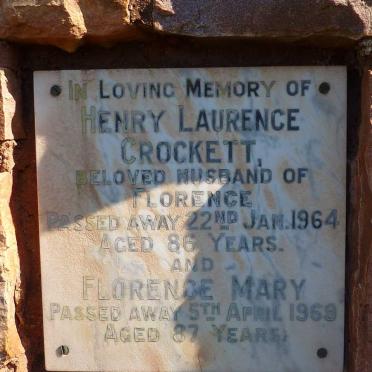 In Loving Memory of
Henry Laurence
Crockett,
beloved husband of
Florence
Passed away 22nd Jan. 1964
Aged 86 Years.
and
Florence Mary
Passed away 5th April 1969
Aged 87 Years.